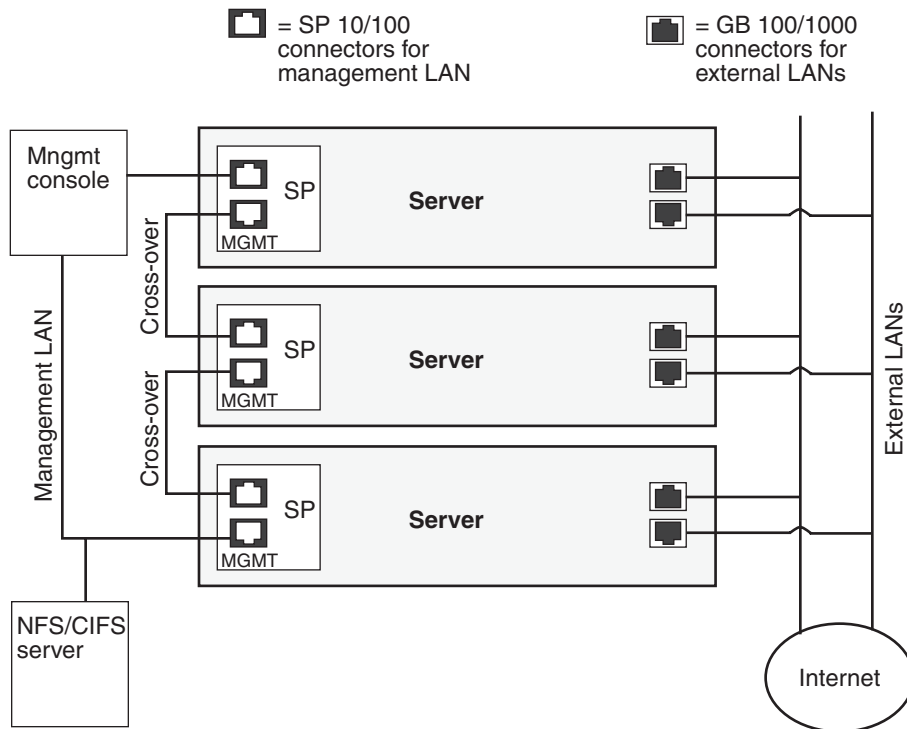 = SP 10/100
connectors for
management LAN
= GB 100/1000
connectors for
external LANs
Mngmt
console
SP
MGMT
Server
Cross-over
SP
MGMT
Server
Cross-over
SP
MGMT
Server
Management LAN
External LANs
NFS/CIFS
server
Internet